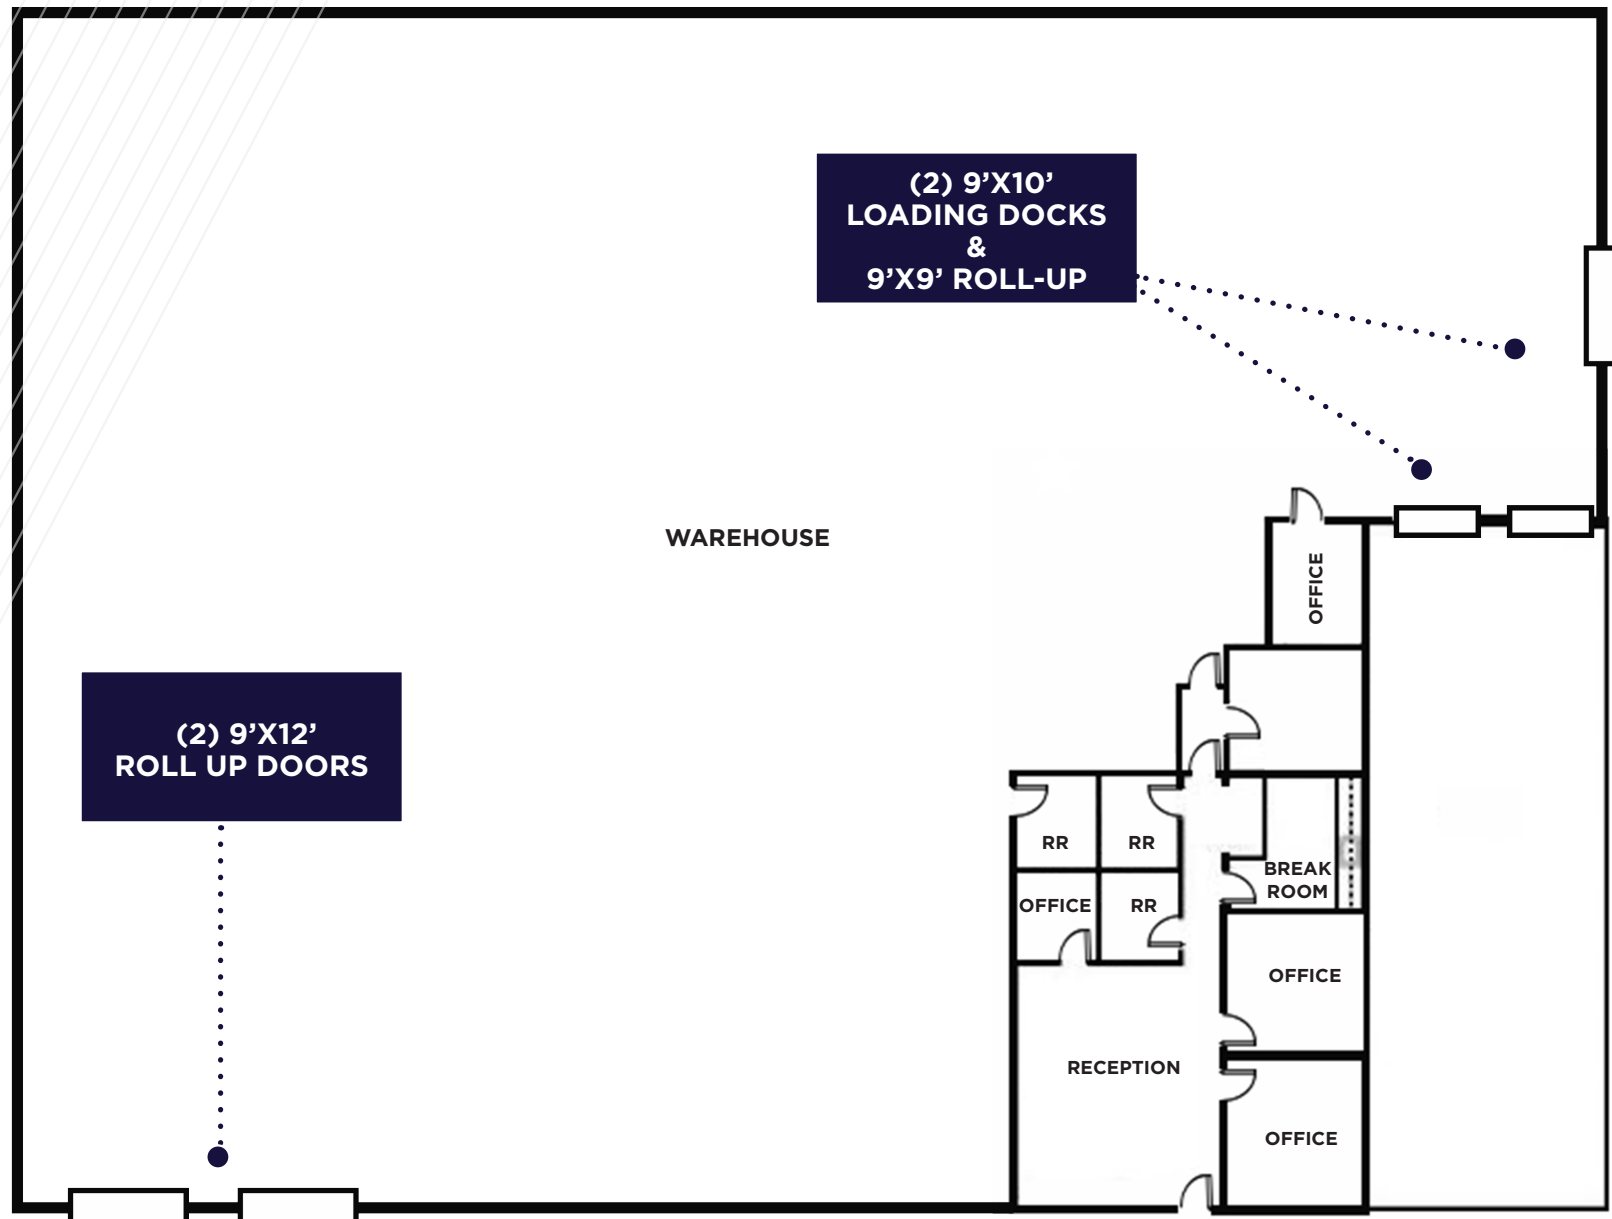 (2) 9’X10’
LOADING DOCKS
&
9’X9’ ROLL-UP
WAREHOUSE
OFFICE
(2) 9’X12’
ROLL UP DOORS
RR
RR
BREAK
ROOM
OFFICE
RR
OFFICE
RECEPTION
OFFICE